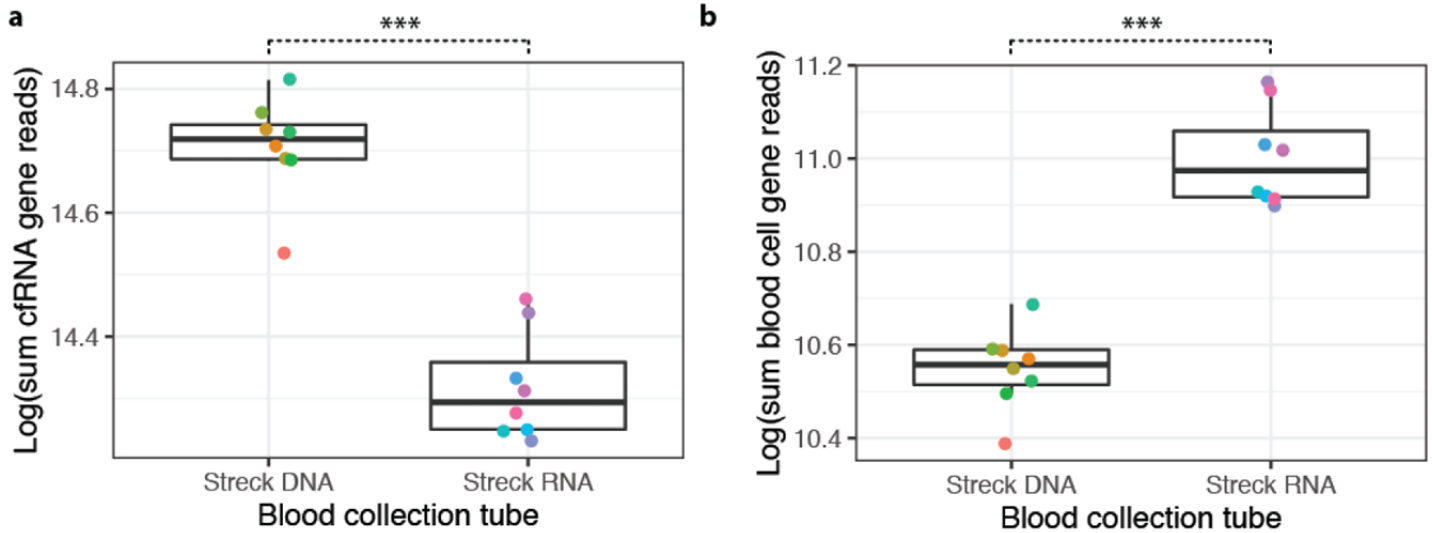 a
***
Log(sum cfRNA gene reads)
14.8
14.6
14.4
Streck DNA
Streck RNA
Blood collection tube
b
***
Log(sum blood cell gene reads)
11.2
11.0
10.8
10.6
10.4
Streck DNA
Streck RNA
Blood collection tube